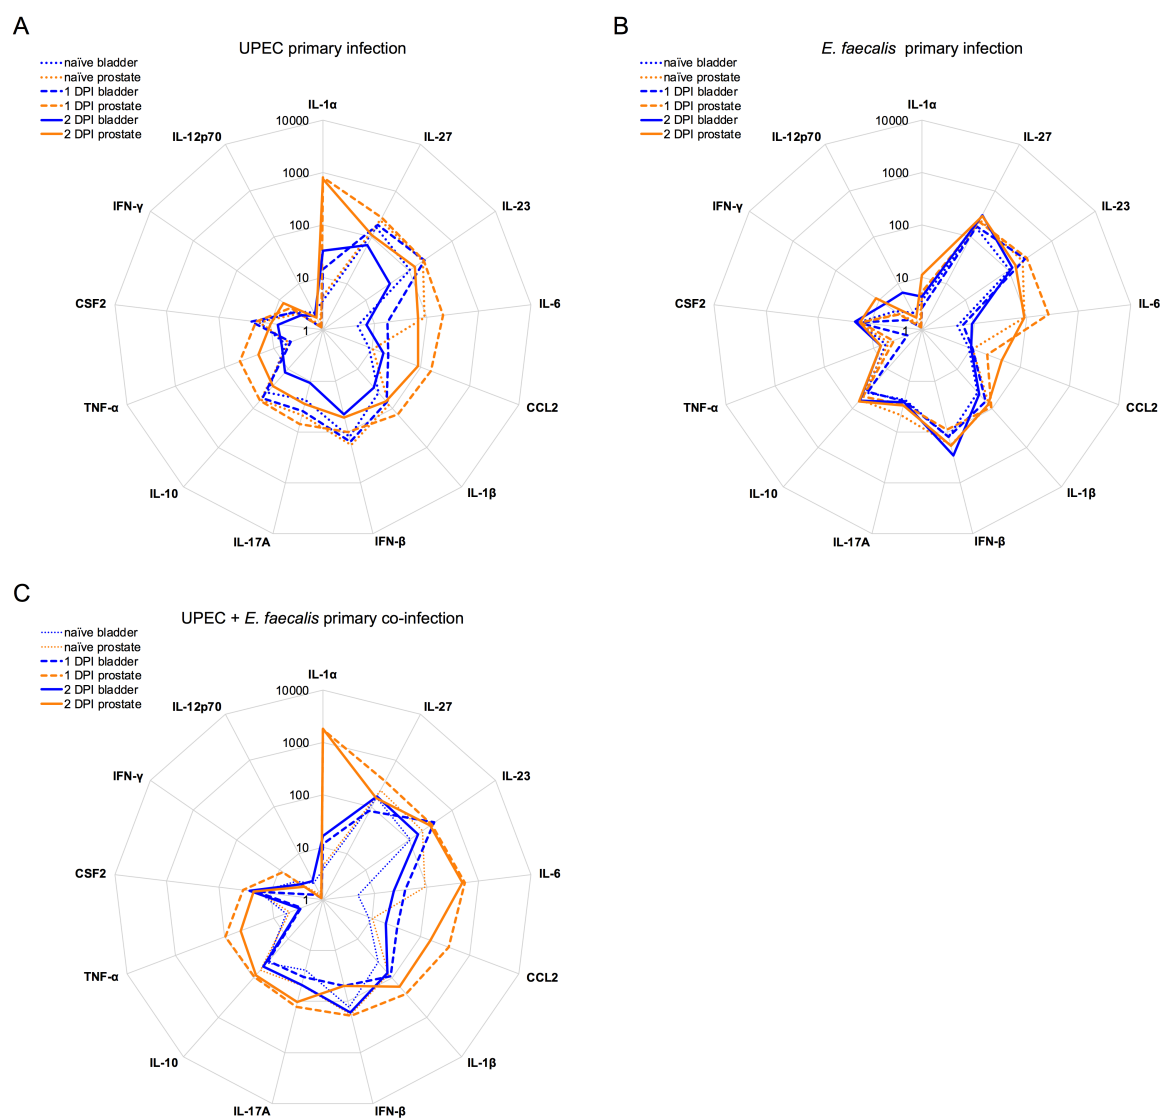 A
UPEC primary infection
naïve bladder
naïve prostate
1 DPI bladder
1 DPI prostate
2 DPI bladder
2 DPI prostate
IL-1α
IL-27
IL-23
IL-6
CCL2
IL-1β
IFN-β
IL-17A
IL-10
TNF-α
CSF2
IFN-γ
IL-12p70
10000
1000
100
10
1
B
E. faecalis primary infection
naïve bladder
naïve prostate
1 DPI bladder
1 DPI prostate
2 DPI bladder
2 DPI prostate
IL-1α
IL-27
IL-23
IL-6
CCL2
IL-1β
IFN-β
IL-17A
IL-10
TNF-α
CSF2
IFN-γ
IL-12p70
10000
1000
100
10
1
C
UPEC + E. faecalis primary co-infection
naïve bladder
naïve prostate
1 DPI bladder
1 DPI prostate
2 DPI bladder
2 DPI prostate
IL-1α
IL-27
IL-23
IL-6
CCL2
IL-1β
IFN-β
IL-17A
IL-10
TNF-α
CSF2
IFN-γ
IL-12p70
10000
1000
100
10
1